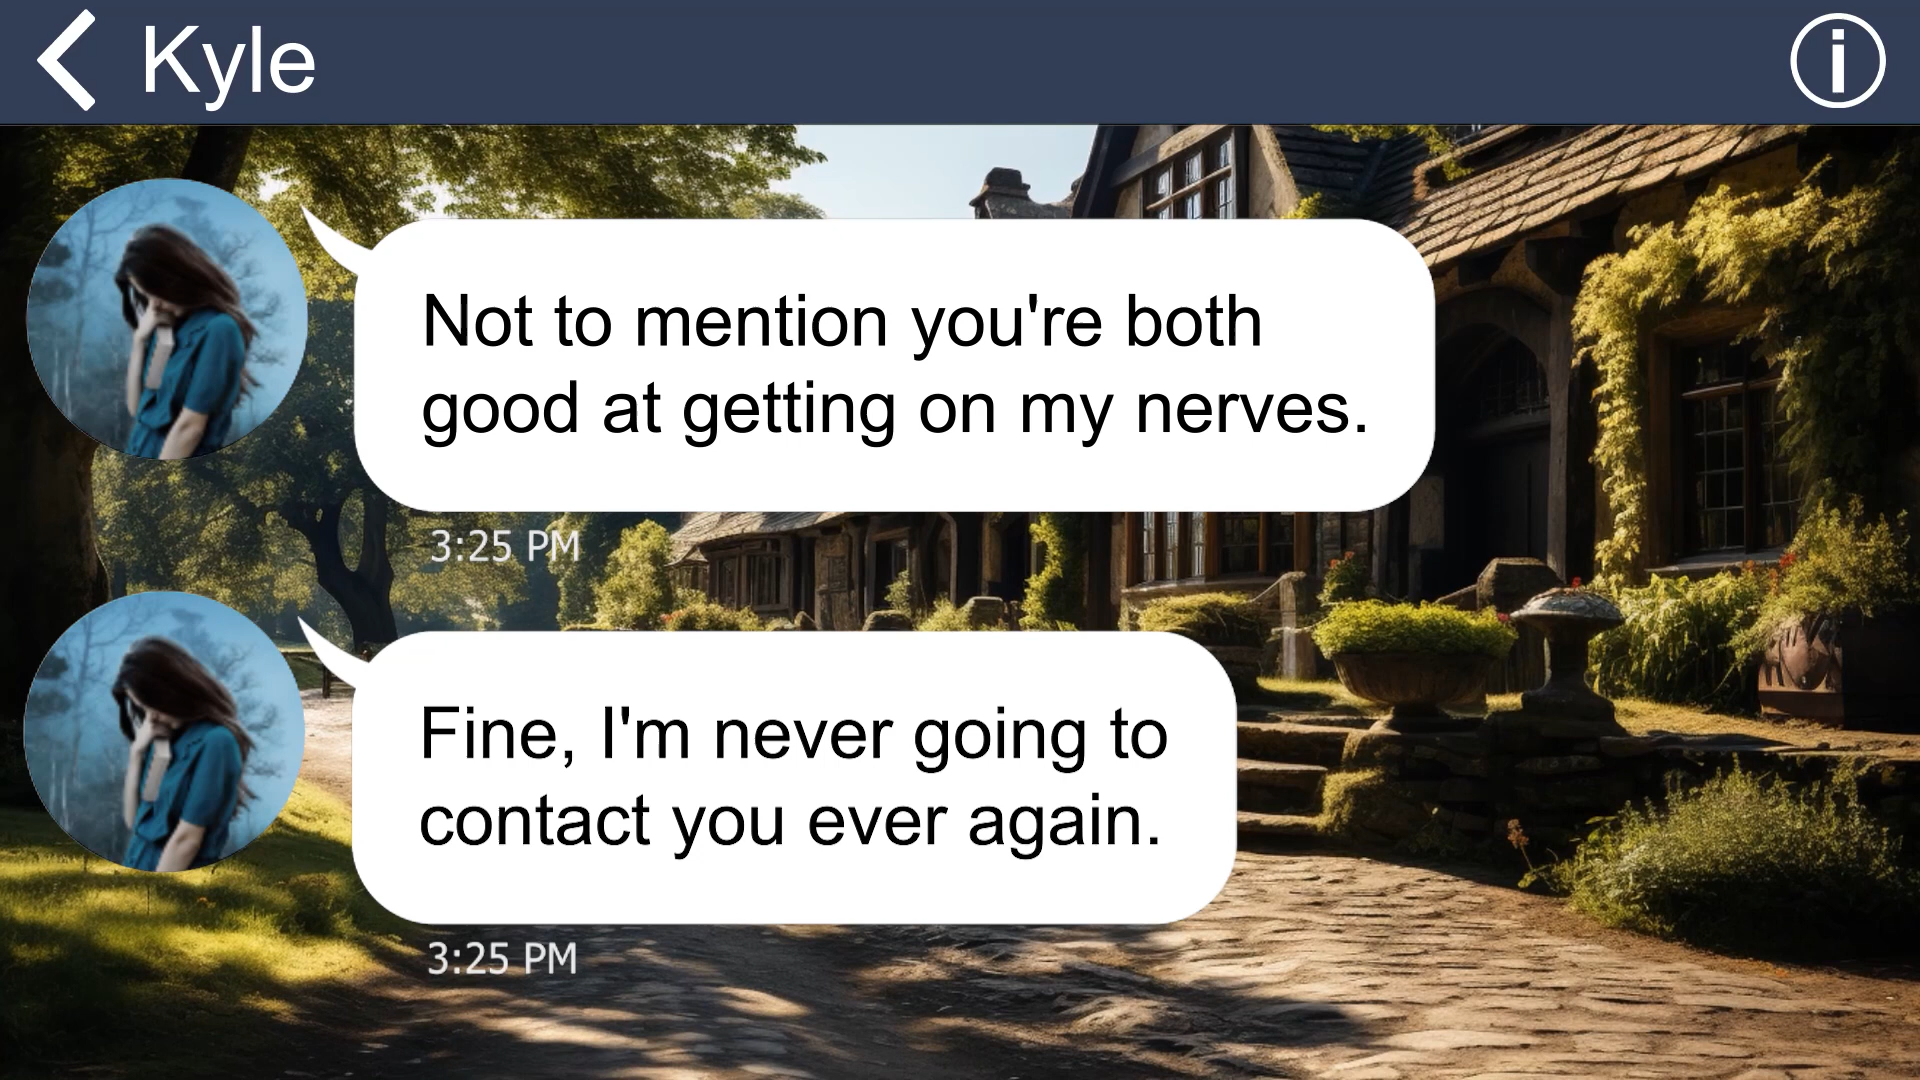 Kyle
Not to mention you're both
good at getting on my nerves.
3:25 PM
Fine, I'm never going to
contact you ever again.
3:25 PM